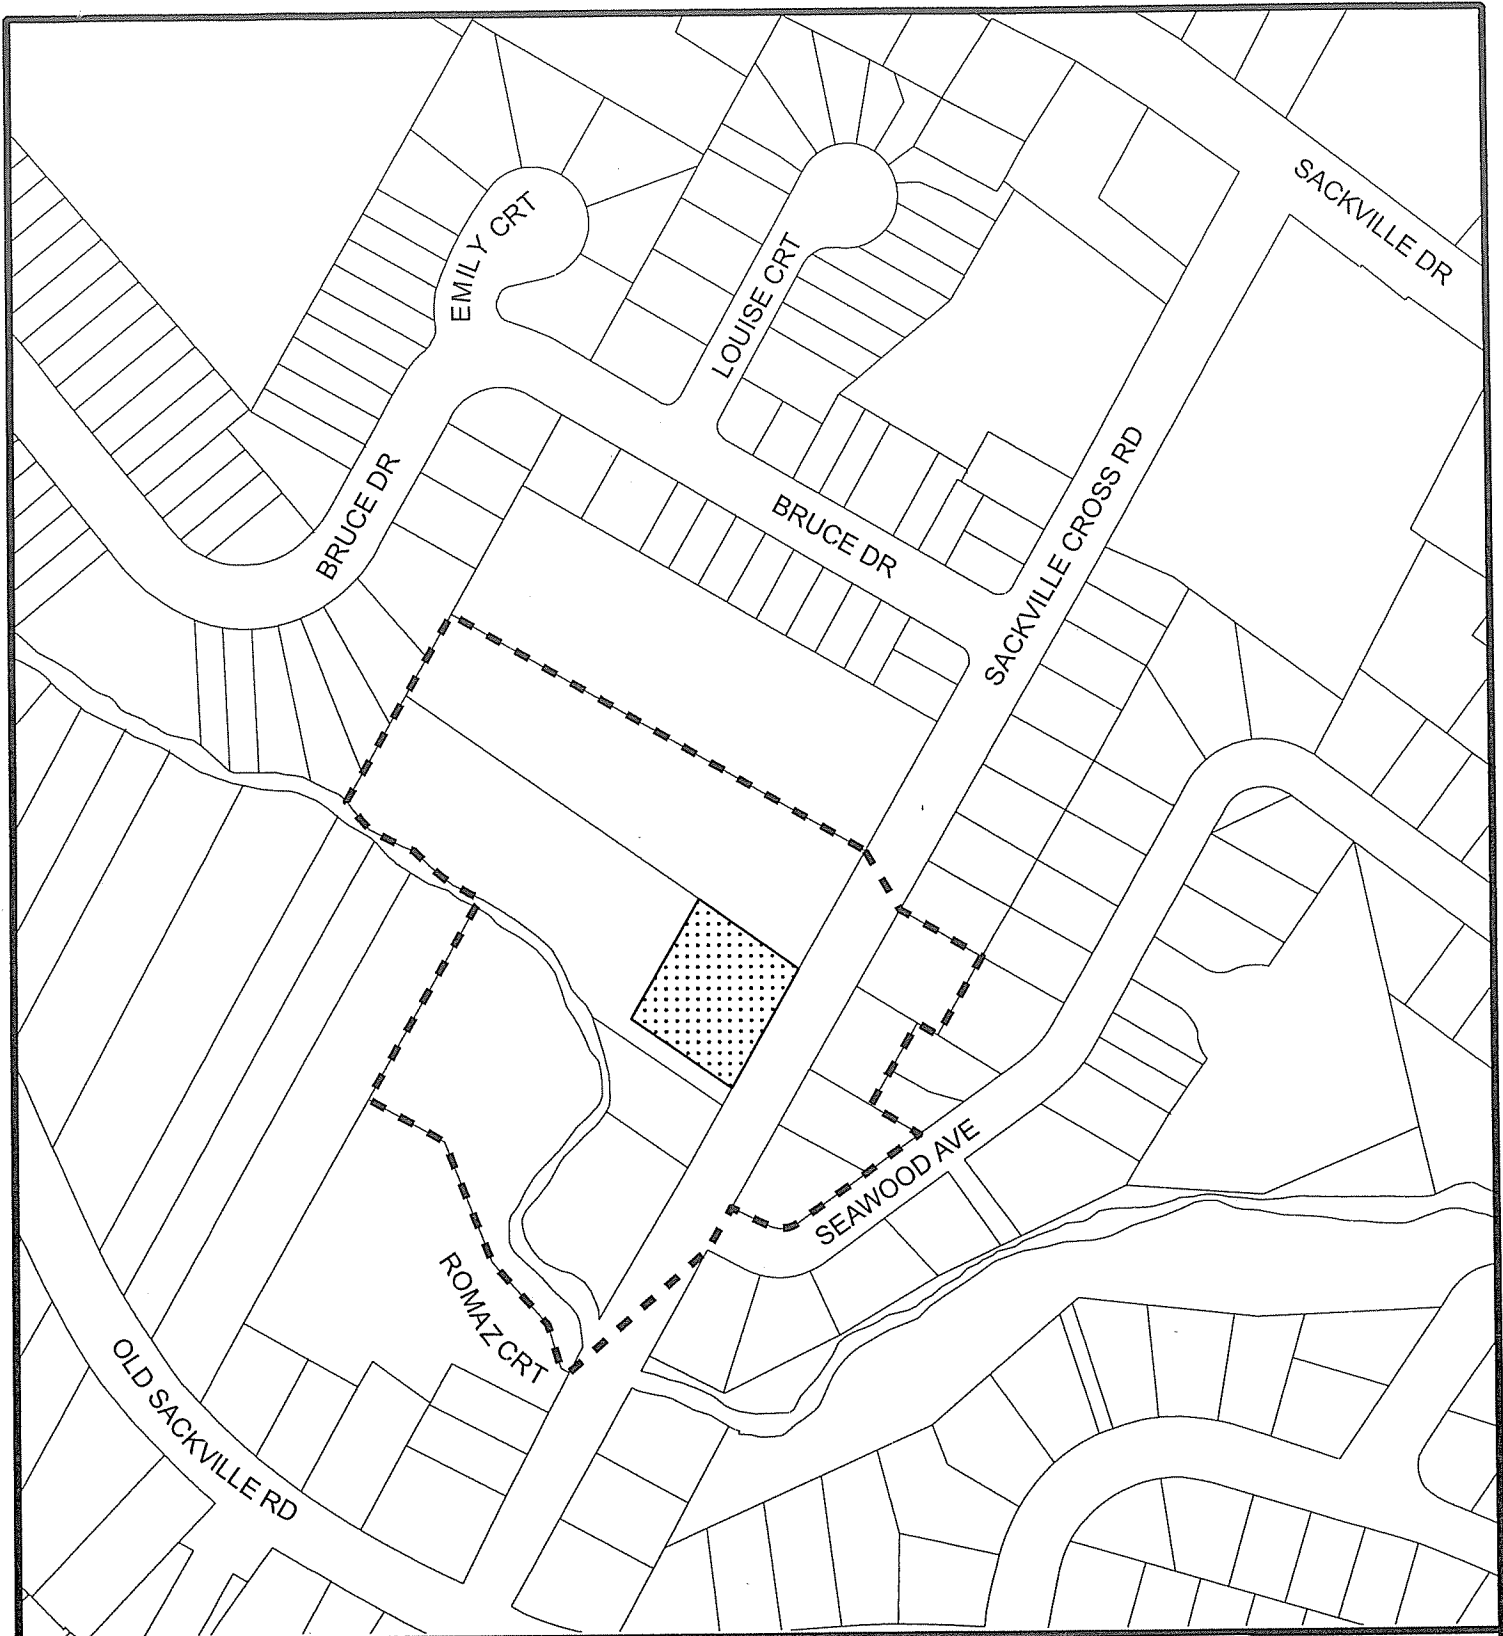 SACKVILLE DR
EMILY CRT
LOUISE CRT
BRUCE DR
BRUCE DR
SACKVILLE CROSS RD
SEAWOOD AVE
ROMAZ CRT
OLD SACKVILLE RD